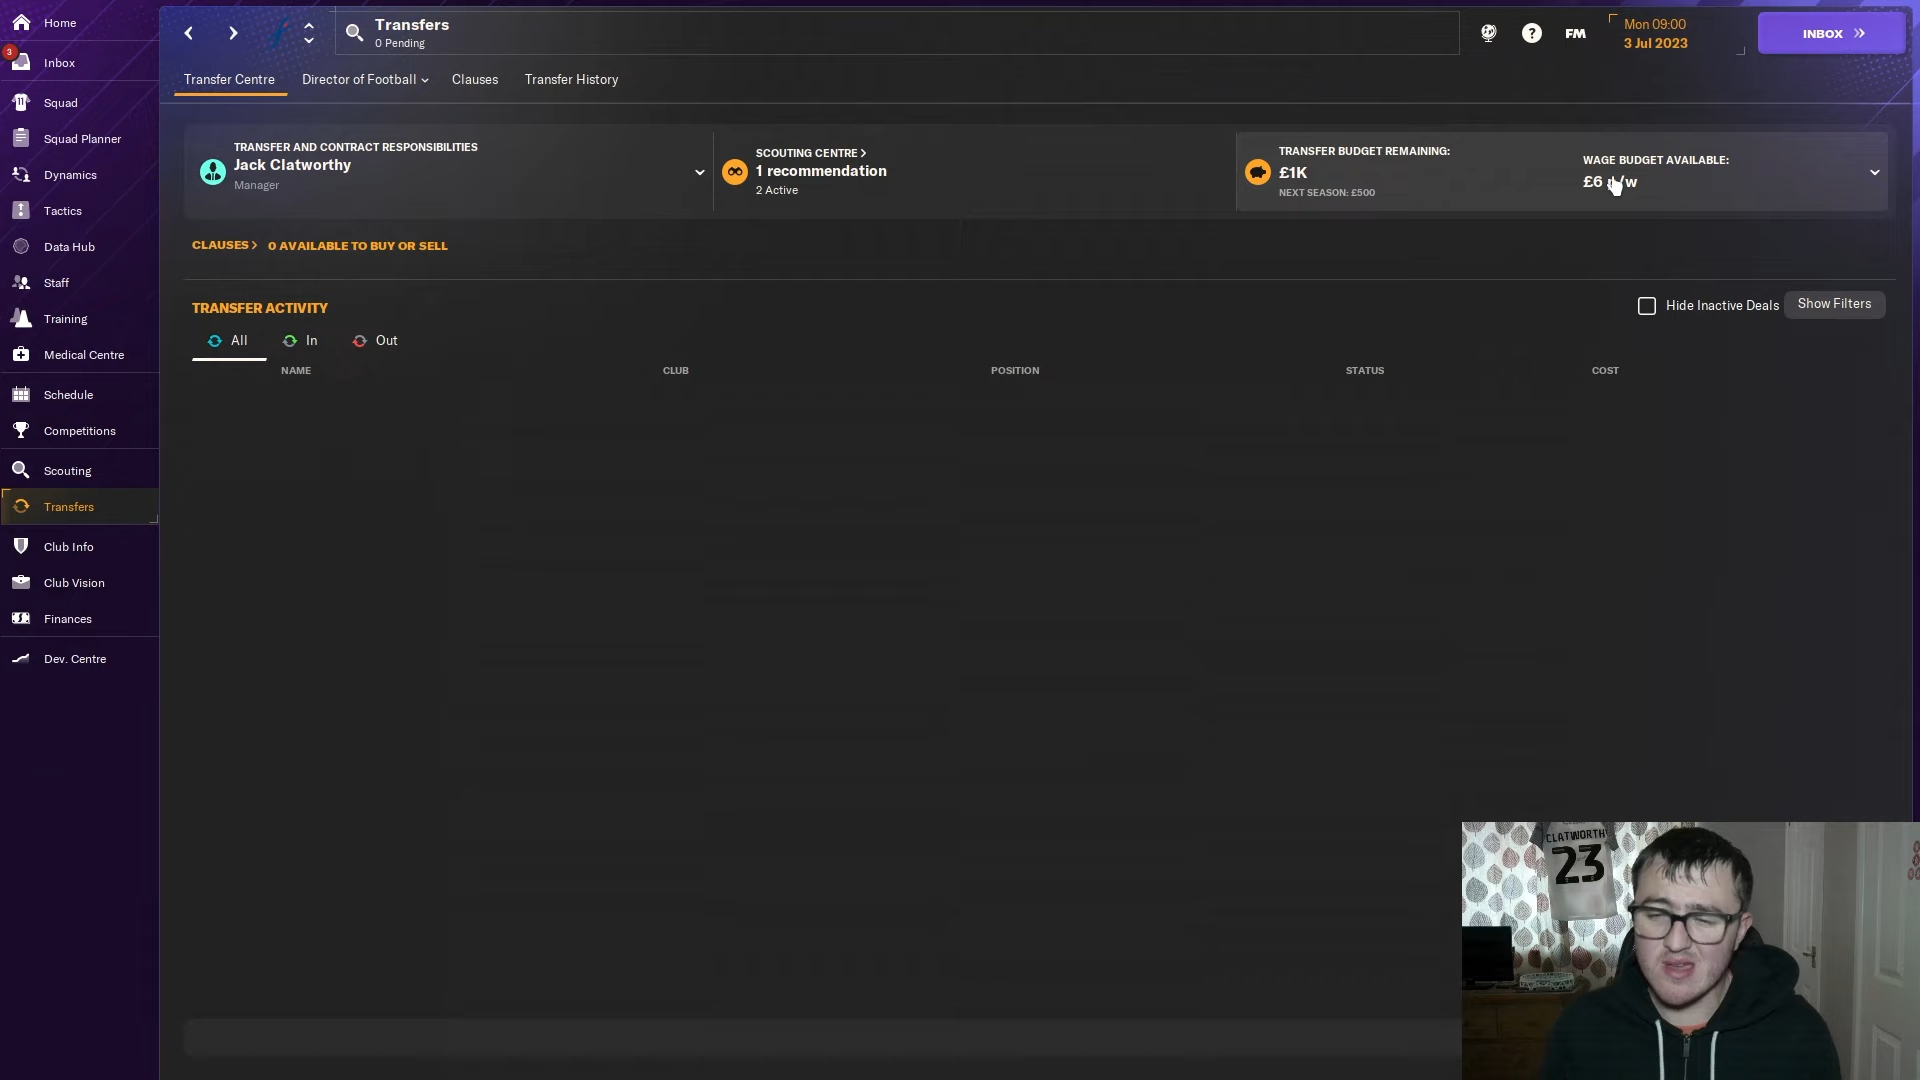 Home
3
Inbox
Squad
Squad Planner
Dynamics
Tactics
Data Hub
Staff
Training
Medical Centre
Schedule
Competitions
Scouting
Transfers
Club Info
Club Vision
Finances
Dev. Centre
Transfers
0 Pending
FM
Mon 09:00
3 Jul 2023
INBOX
Transfer Centre
Director of Football
Clauses
Transfer History
TRANSFER AND CONTRACT RESPONSIBILITIES
Jack Clatworthy
Manager
SCOUTING CENTRE >
1 recommendation
2 Active
TRANSFER BUDGET REMAINING:
£1K
NEXT SEASON: £500
WAGE BUDGET AVAILABLE:
£6 /w
CLAUSES > 0 AVAILABLE TO BUY OR SELL
TRANSFER ACTIVITY
Hide Inactive Deals
Show Filters
All In Out
NAME CLUB POSITION STATUS COST
CLATWORTHY
23